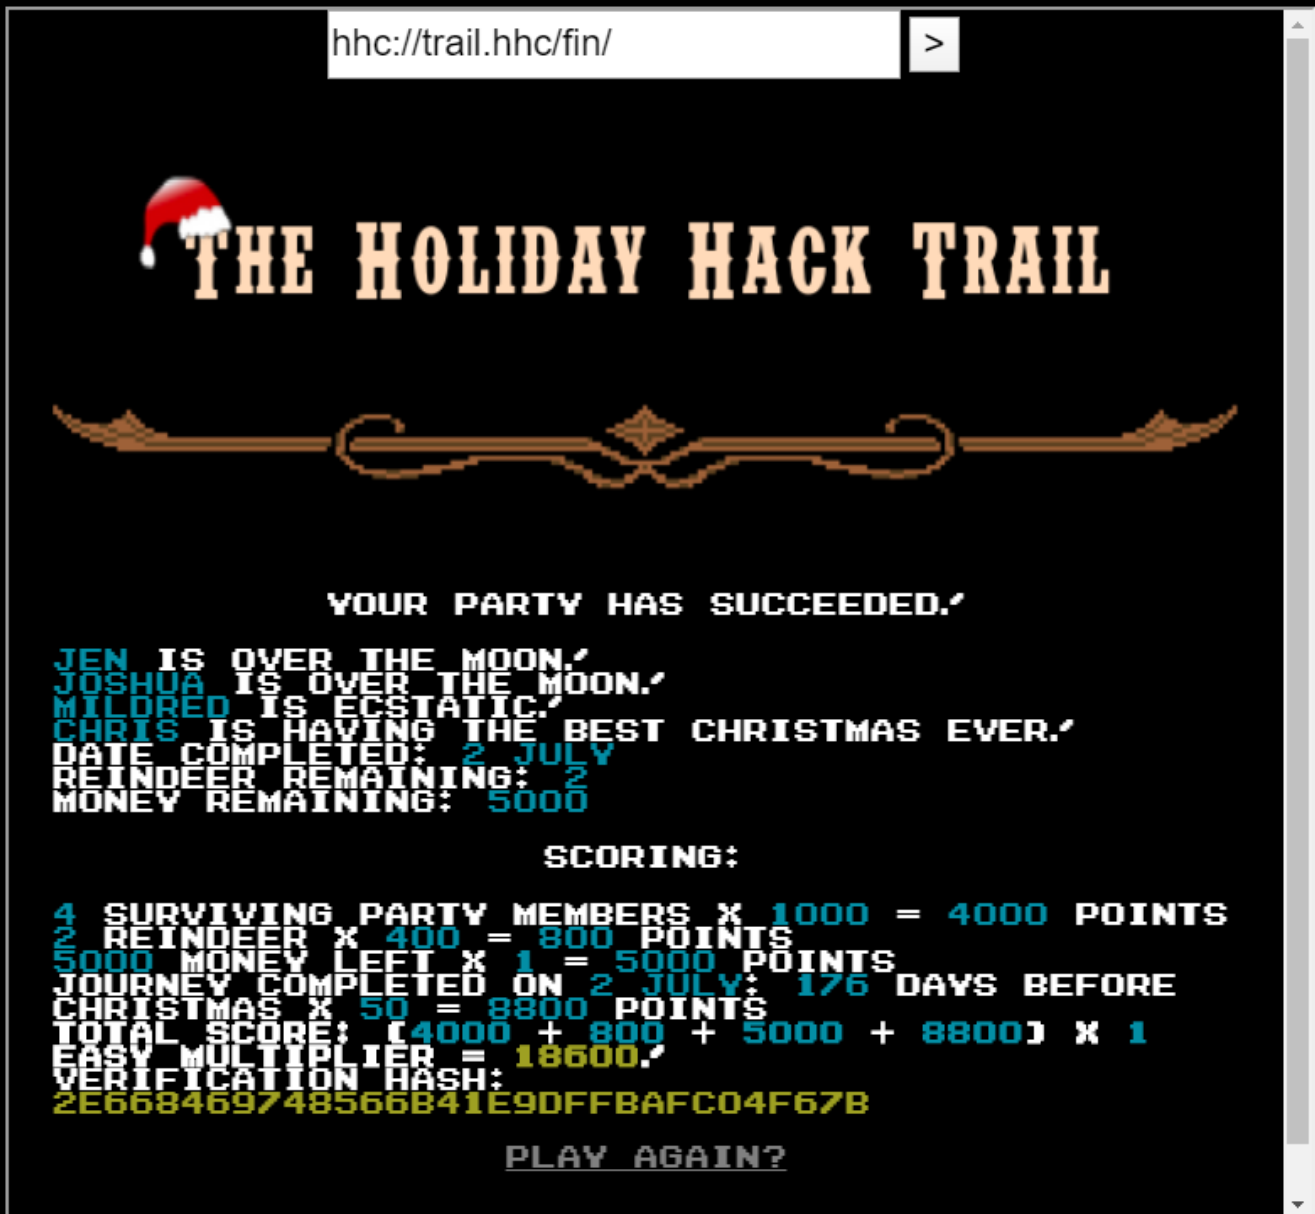 hhc://trail.hhc/fin/ >
THE HOLIDAY HACK TRAIL
YOUR PARTY HAS SUCCEEDED!
JEN IS OVER THE MOON!
JOSHUA IS OVER THE MOON!
MILDRED IS ECSTATIC!
CHRIS IS HAVING THE BEST CHRISTMAS EVER!
DATE COMPLETED: 2 JULY
REINDEER REMAINING: 2
MONEY REMAINING: 5000
SCORING:
4 SURVIVING PARTY MEMBERS X 1000 = 4000 POINTS
2 REINDEER X 400 = 800 POINTS
5000 MONEY LEFT X 1 = 5000 POINTS
JOURNEY COMPLETED ON 2 JULY: 176 DAYS BEFORE
CHRISTMAS X 50 = 8800 POINTS
TOTAL SCORE: (4000 + 800 + 5000 + 8800) X 1
EASY MULTIPLIER = 18600!
VERIFICATION HASH:
2E668469748566B41E9DFFBAFC04F67B
PLAY AGAIN?